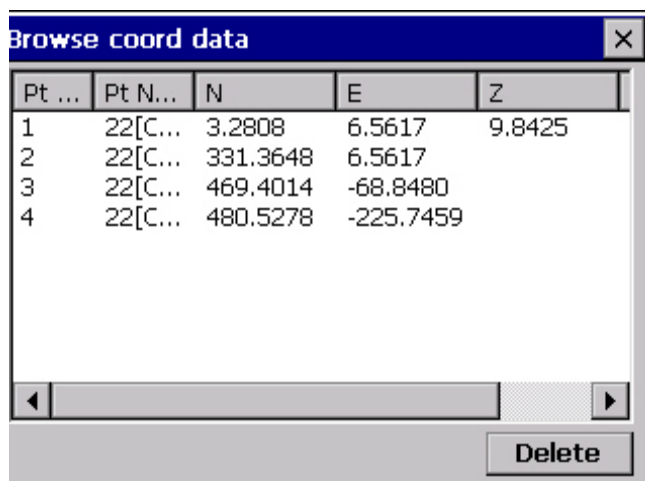 Browse coord data
Pt ... Pt N... N E Z
1 22[C... 3.2808 6.5617 9.8425
2 22[C... 331.3648 6.5617
3 22[C... 469.4014 -68.8480
4 22[C... 480.5278 -225.7459
Delete